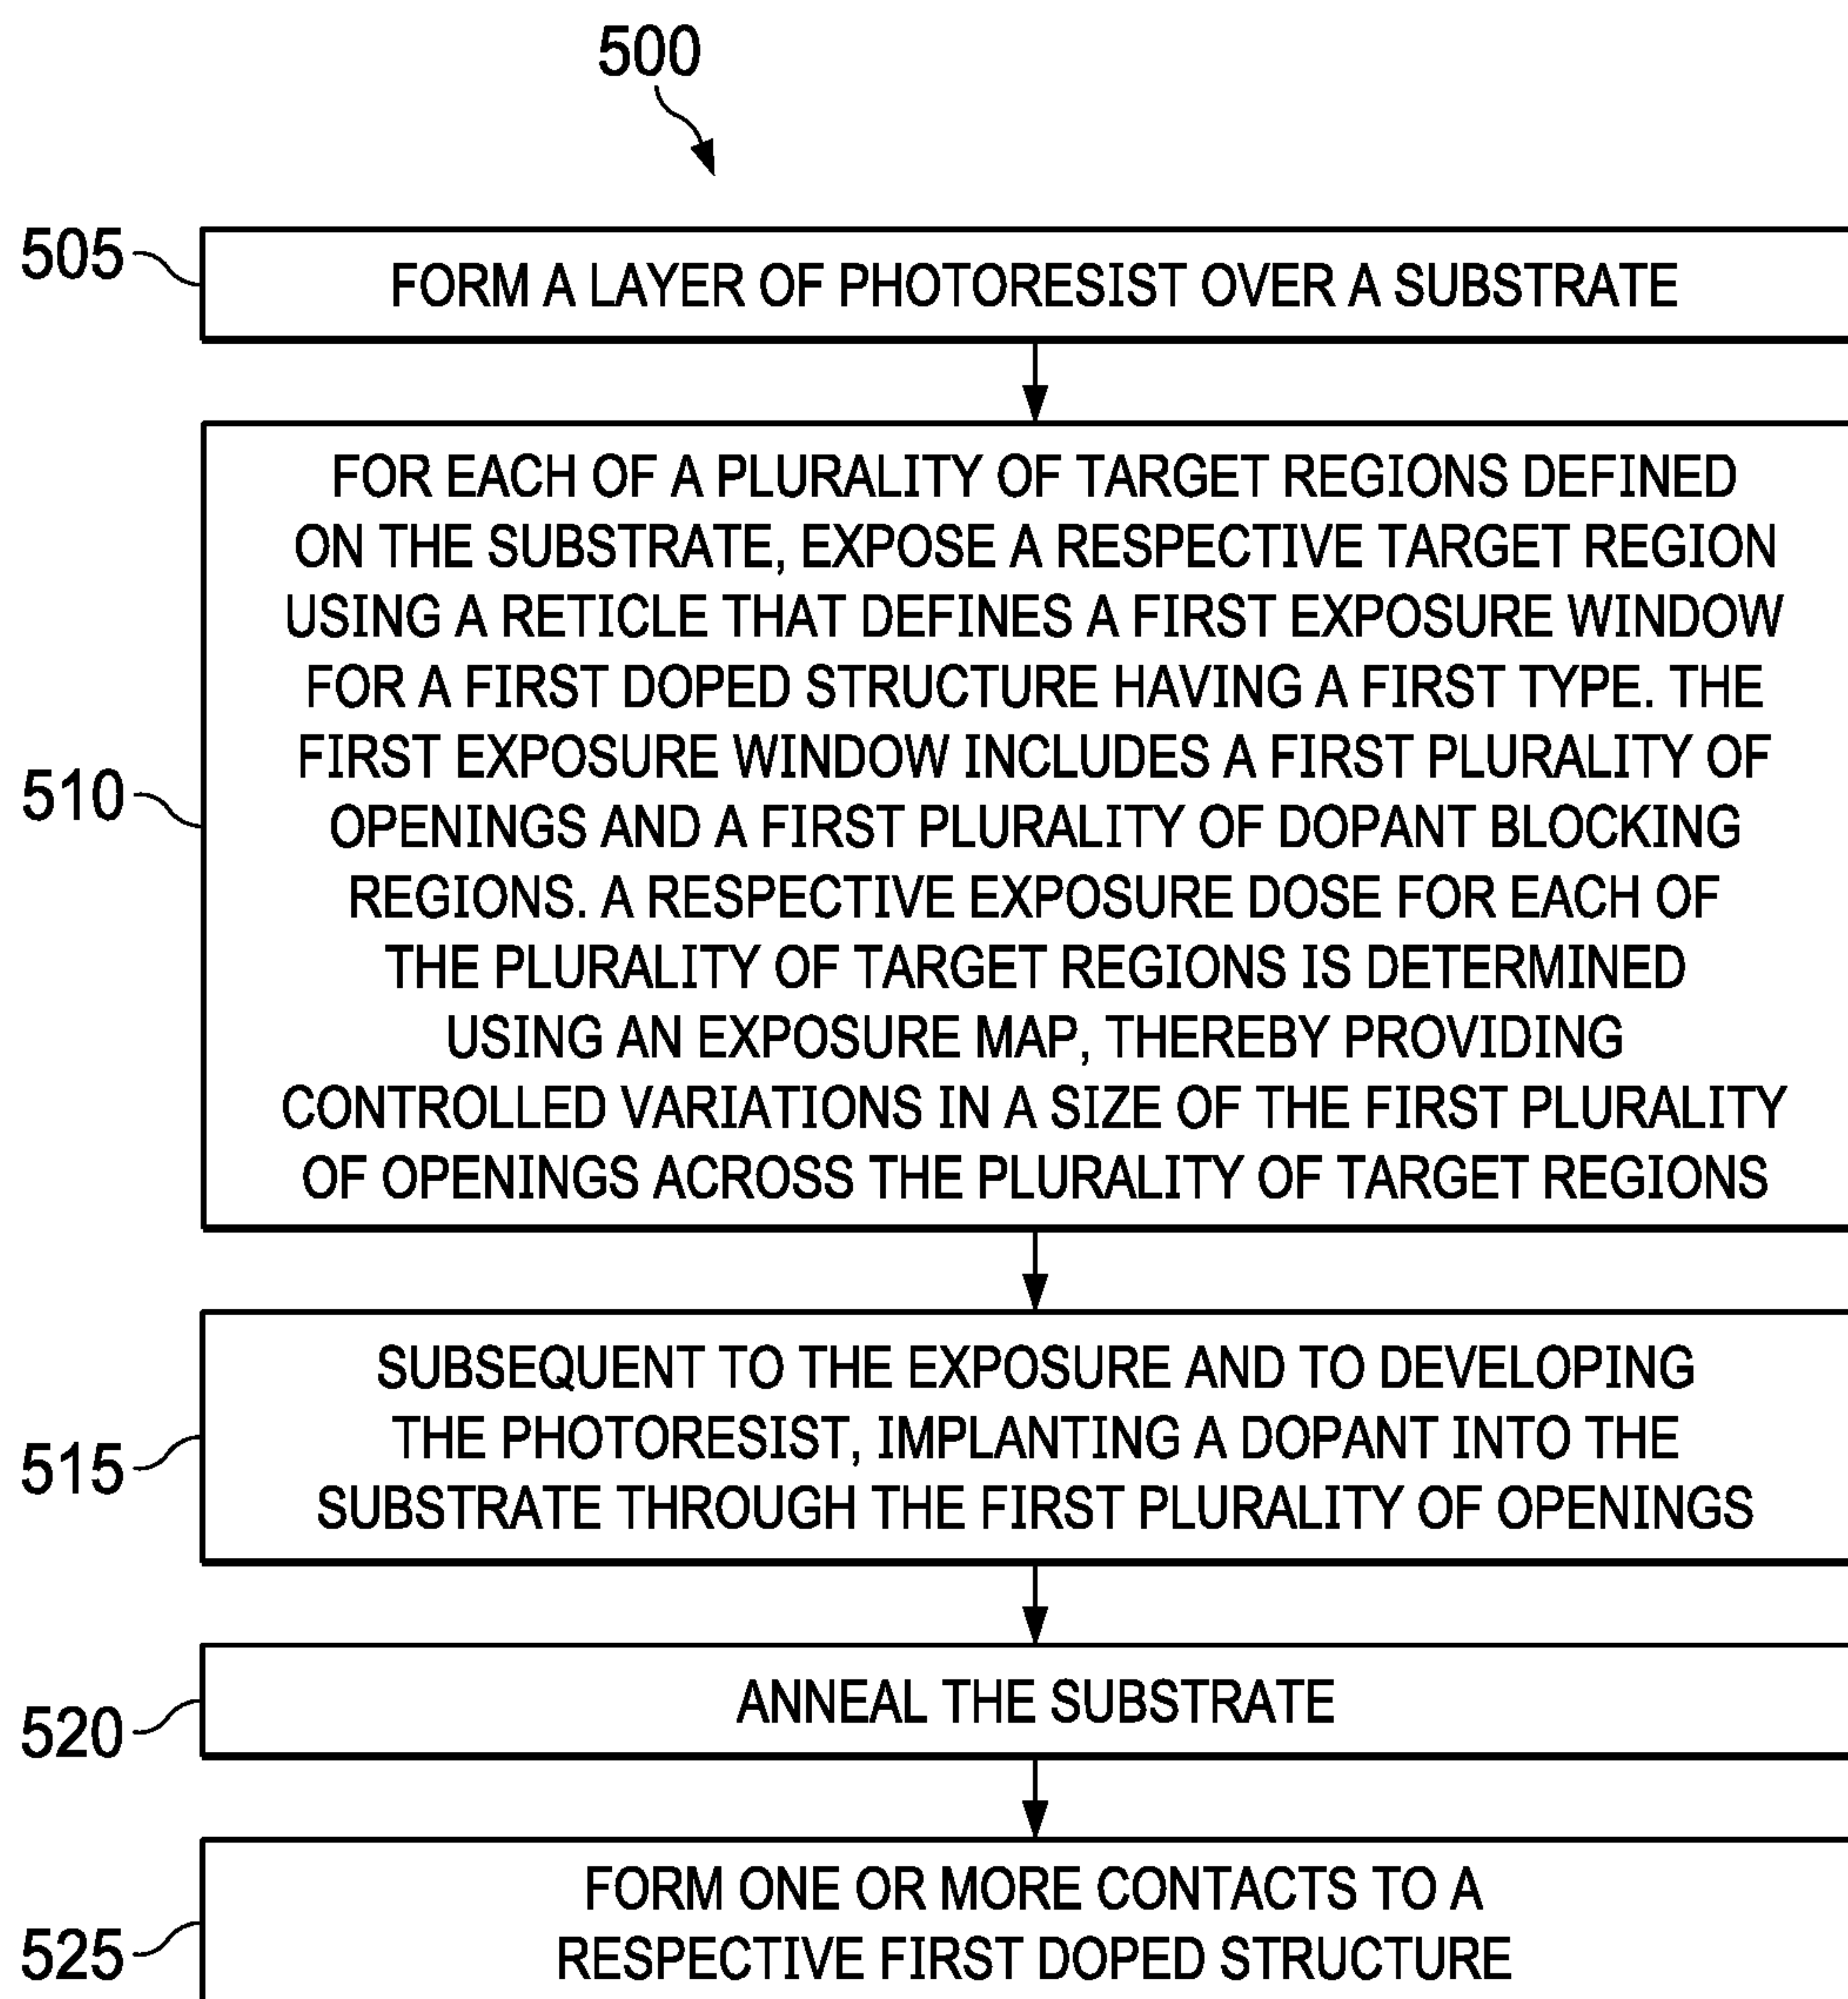 500
505
FORM A LAYER OF PHOTORESIST OVER A SUBSTRATE
510
FOR EACH OF A PLURALITY OF TARGET REGIONS DEFINED
ON THE SUBSTRATE, EXPOSE A RESPECTIVE TARGET REGION
USING A RETICLE THAT DEFINES A FIRST EXPOSURE WINDOW
FOR A FIRST DOPED STRUCTURE HAVING A FIRST TYPE. THE
FIRST EXPOSURE WINDOW INCLUDES A FIRST PLURALITY OF
OPENINGS AND A FIRST PLURALITY OF DOPANT BLOCKING
REGIONS. A RESPECTIVE EXPOSURE DOSE FOR EACH OF
THE PLURALITY OF TARGET REGIONS IS DETERMINED
USING AN EXPOSURE MAP, THEREBY PROVIDING
CONTROLLED VARIATIONS IN A SIZE OF THE FIRST PLURALITY
OF OPENINGS ACROSS THE PLURALITY OF TARGET REGIONS
515
SUBSEQUENT TO THE EXPOSURE AND TO DEVELOPING
THE PHOTORESIST, IMPLANTING A DOPANT INTO THE
SUBSTRATE THROUGH THE FIRST PLURALITY OF OPENINGS
520
ANNEAL THE SUBSTRATE
525
FORM ONE OR MORE CONTACTS TO A
RESPECTIVE FIRST DOPED STRUCTURE